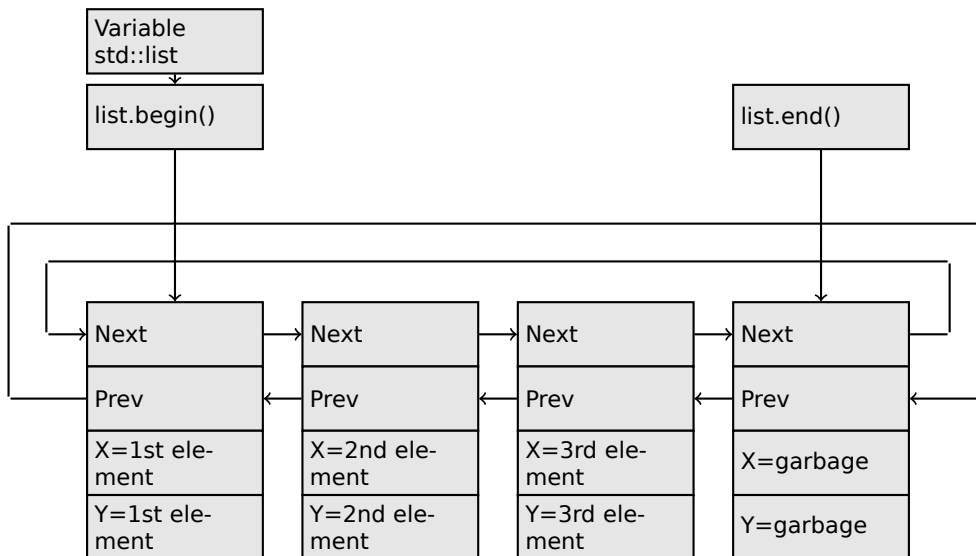 Variable
std::list
list.begin()
list.end()
Next
Next
Next
Next
Prev
Prev
Prev
Prev
X=1st ele-
ment
X=2nd ele-
ment
X=3rd ele-
ment
X=garbage
Y=1st ele-
ment
Y=2nd ele-
ment
Y=3rd ele-
ment
Y=garbage